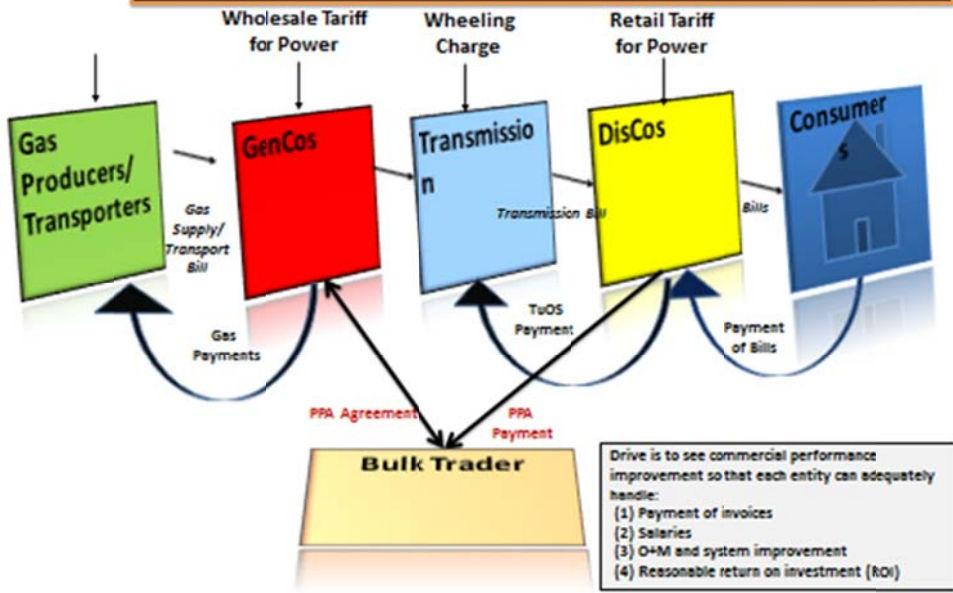 Wholesale Tariff
for Power
Wheeling
Charge
Retail Tariff
for Power
Gas
Producers/
Transporters
GenCos
Transmissio
n
DisCos
Consumer
s
Gas
Supply/
Transport
Bill
Transmission Bill
Bills
Gas
Payments
TuOS
Payment
Payment
of Bills
PPA Agreement
PPA
Payment
Bulk Trader
Drive is to see commercial performance
improvement so that each entity can adequately
handle:
(1) Payment of invoices
(2) Salaries
(3) O+M and system improvement
(4) Reasonable return on investment (ROI)